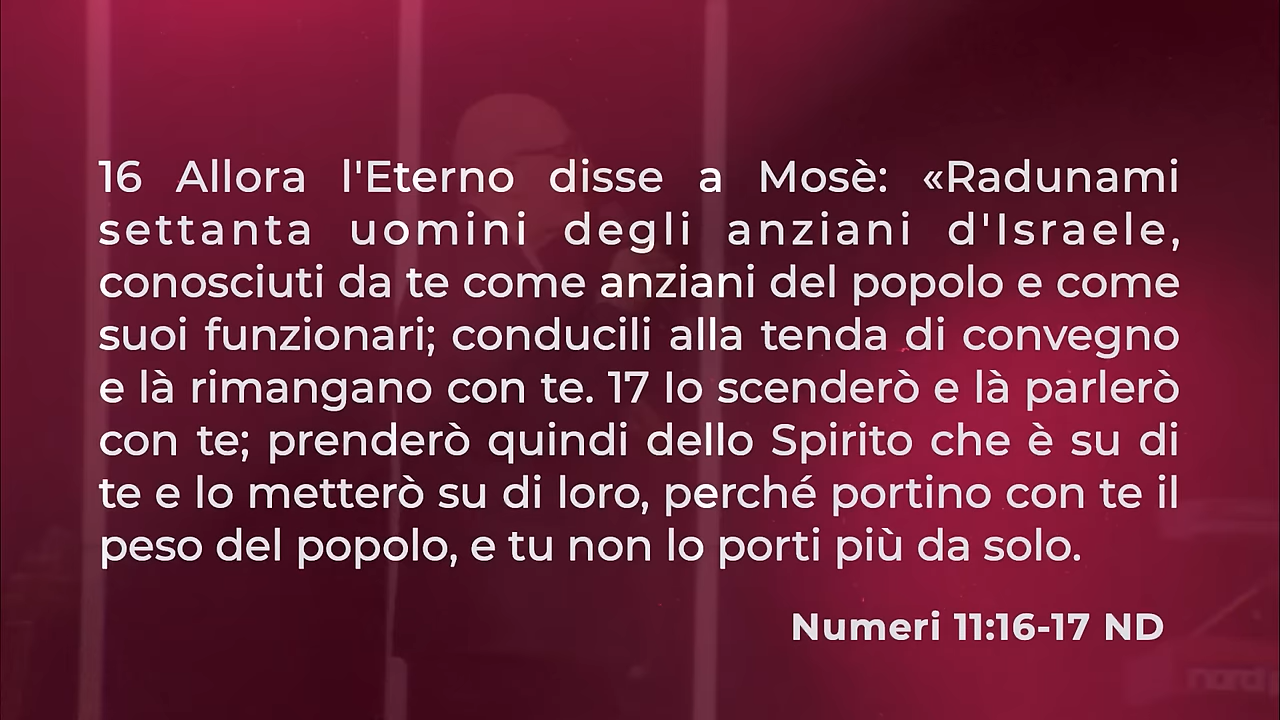 16 Allora l'Eterno disse a Mosè: «Radunami
settanta uomini degli anziani d'Israele,
conosciuti da te come anziani del popolo e come
suoi funzionari; conducili alla tenda di convegno
e là rimangano con te. 17 Io scenderò e là parlerò
con te; prenderò quindi dello Spirito che è su di
te e lo metterò su di loro, perché portino con te il
peso del popolo, e tu non lo porti più da solo.
Numeri 11:16-17 ND
nord